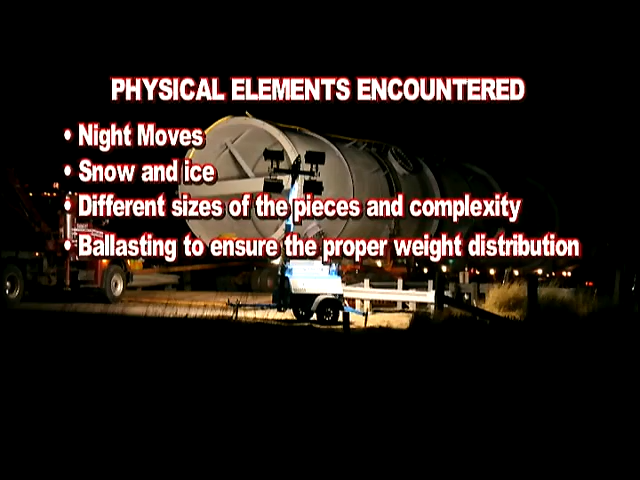 PHYSICAL ELEMENTS ENCOUNTERED
• Night Moves
• Snow and ice
• Different sizes of the pieces and complexity
• Ballasting to ensure the proper weight distribution